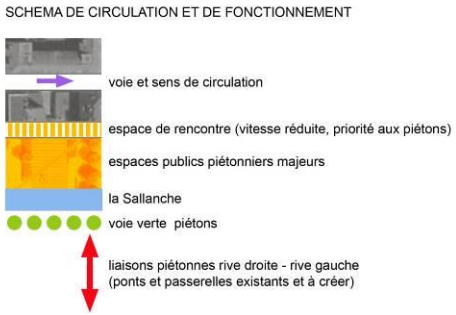 SCHEMA DE CIRCULATION ET DE FONCTIONNEMENT
voie et sens de circulation
espace de rencontre (vitesse réduite, priorité aux piétons)
espaces publics piétonniers majeurs
la Sallanche
voie verte piétons
liaisons piétonnes rive droite - rive gauche
(ponts et passerelles existants et à créer)